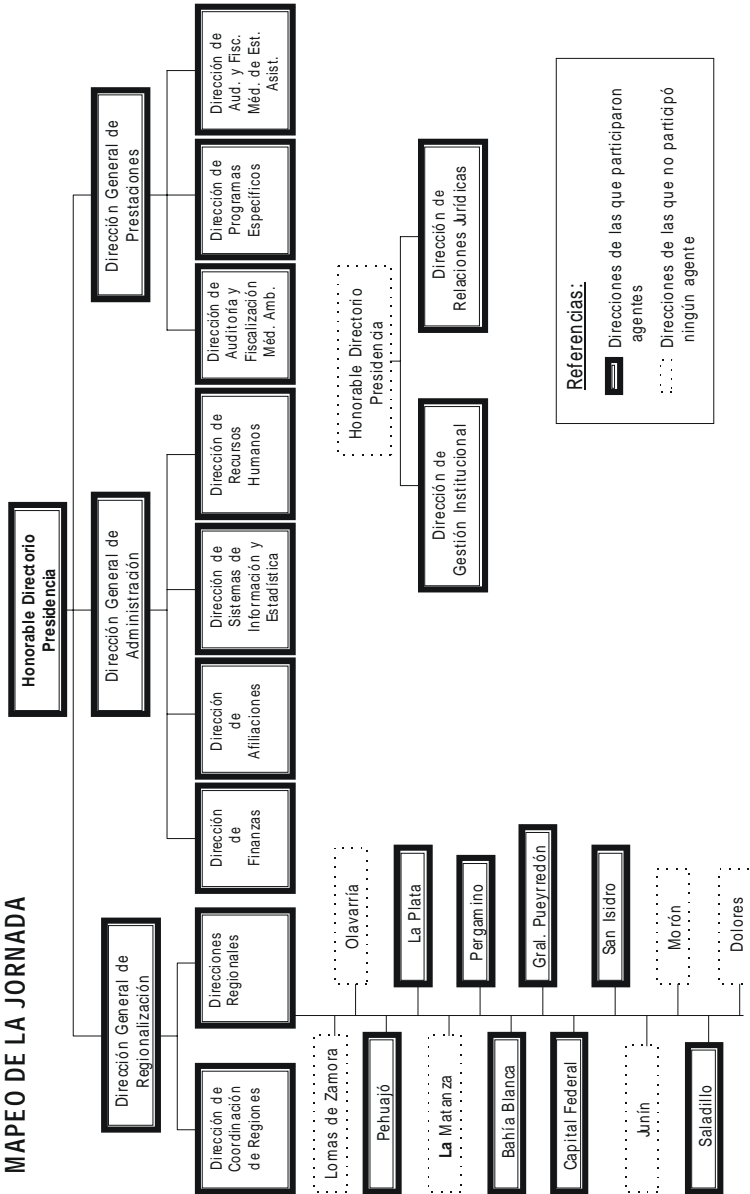 MAPEO DE LA JORNADA
Honorable Directorio
Presidencia
Dirección General de
Regionalización
Dirección General de
Administración
Dirección General de
Prestaciones
Dirección de
Coordinación
de Regiones
Direcciones
Regionales
Dirección
de
Finanzas
Dirección
de
Afiliaciones
Dirección de
Sistemas de
Información y
Estadística
Dirección de
Recursos
Humanos
Dirección de
Auditoría y
Fiscalización
Méd. Amb.
Dirección de
Programas
Específicos
Dirección de
Aud. y Fisc.
Méd. de Est.
Asist.
Lomas de Zamora
Olavarría
Pehuajó
La Plata
La Matanza
Pergamino
Bahía Blanca
Gral. Pueyrredón
Capital Federal
San Isidro
Junín
Morón
Saladillo
Dolores
Honorable Directorio
Presidencia
Dirección de
Gestión Institucional
Dirección de
Relaciones Jurídicas
Referencias:
Direcciones de las que participaron
agentes
Direcciones de las que no participó
ningún agente